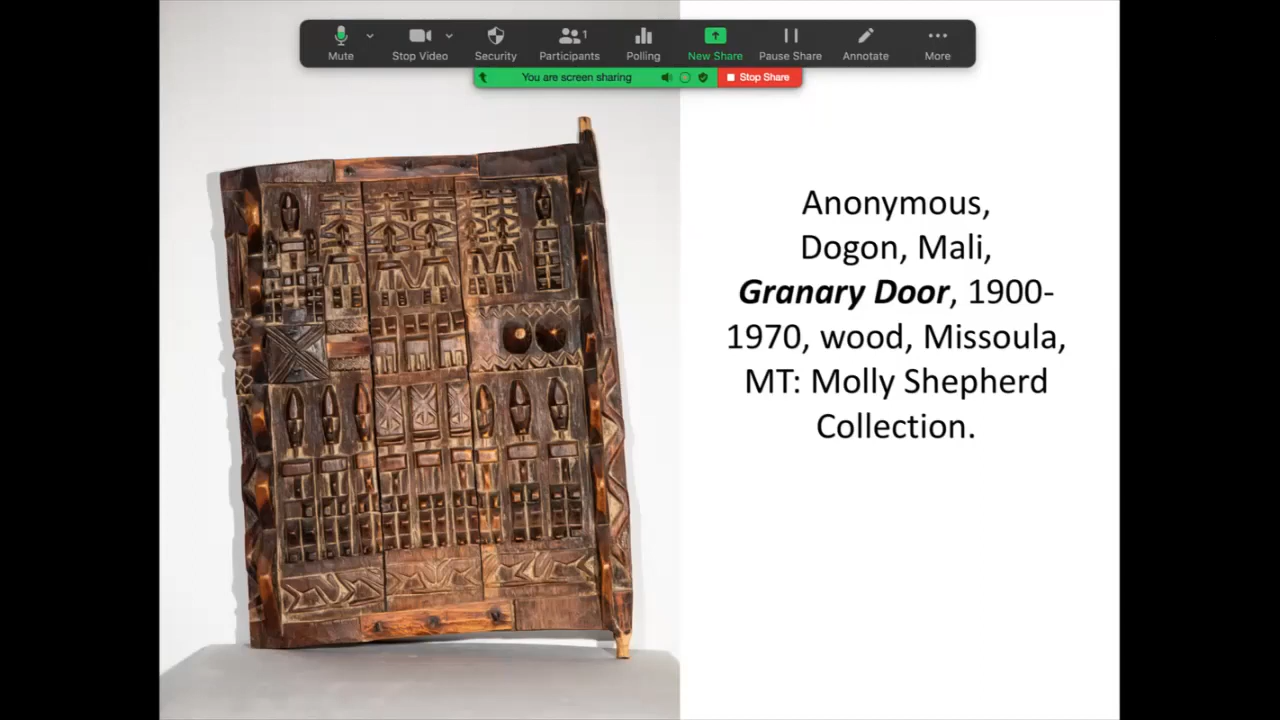 1
Mute
Stop Video
Security
Participants
Polling
New Share
Pause Share
Annotate
More
You are screen sharing
Stop Share
Anonymous,
Dogon, Mali,
Granary Door, 1900-
1970, wood, Missoula,
MT: Molly Shepherd
Collection.